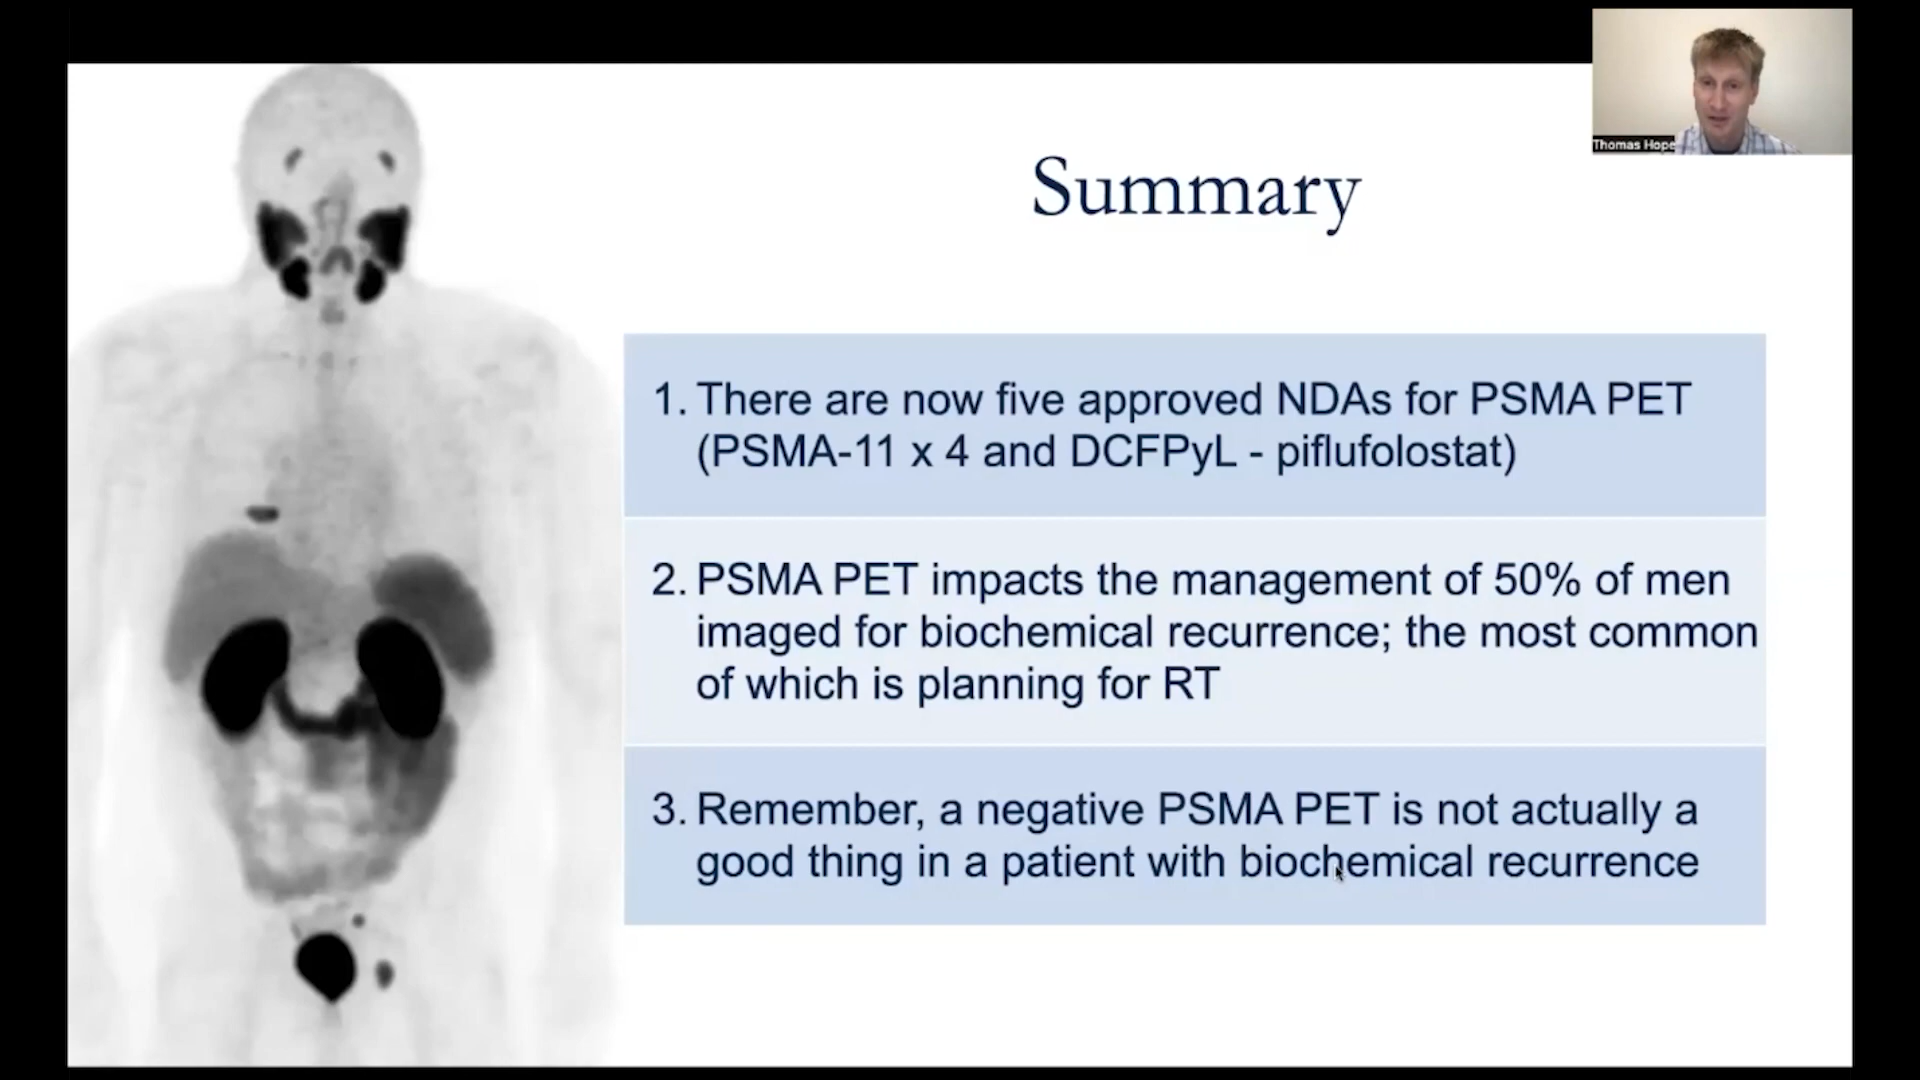 Thomas Hope
Summary
1. There are now five approved NDAs for PSMA PET
(PSMA-11 x 4 and DCFPyL - piflufolostat)
2. PSMA PET impacts the management of 50% of men
imaged for biochemical recurrence; the most common
of which is planning for RT
3. Remember, a negative PSMA PET is not actually a
good thing in a patient with biochemical recurrence